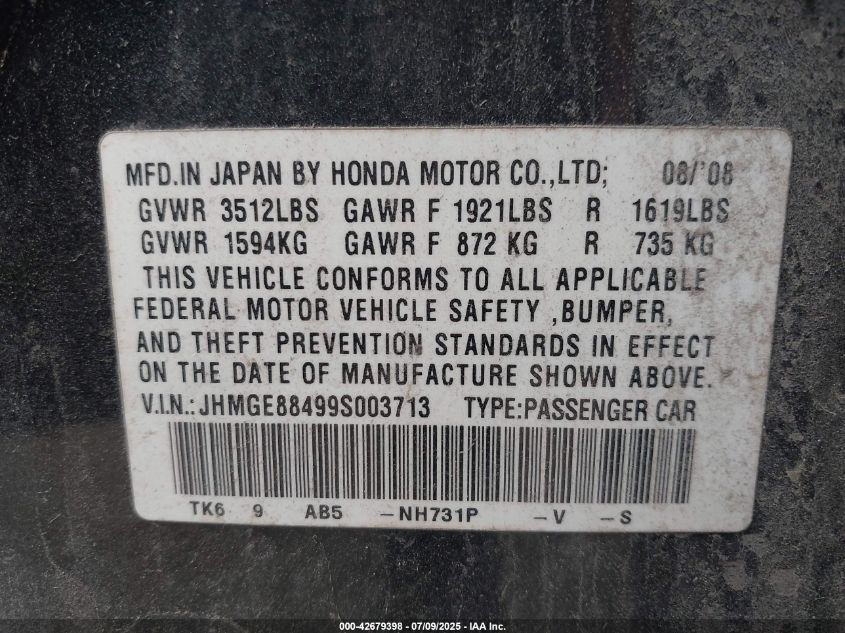 MFD.IN JAPAN BY HONDA MOTOR CO.,LTD; 08/'08
GVWR 3512LBS GAWR F 1921LBS R 1619LBS
GVWR 1594KG GAWR F 872 KG R 735 KG
THIS VEHICLE CONFORMS TO ALL APPLICABLE
FEDERAL MOTOR VEHICLE SAFETY ,BUMPER,
AND THEFT PREVENTION STANDARDS IN EFFECT
ON THE DATE OF MANUFACTURE SHOWN ABOVE.
V.I.N.: JHMGE88499S003713 TYPE:PASSENGER CAR
TK6 9 AB5 -NH731P -V -S
000-42679398 - 07/09/2025 - IAA Inc.